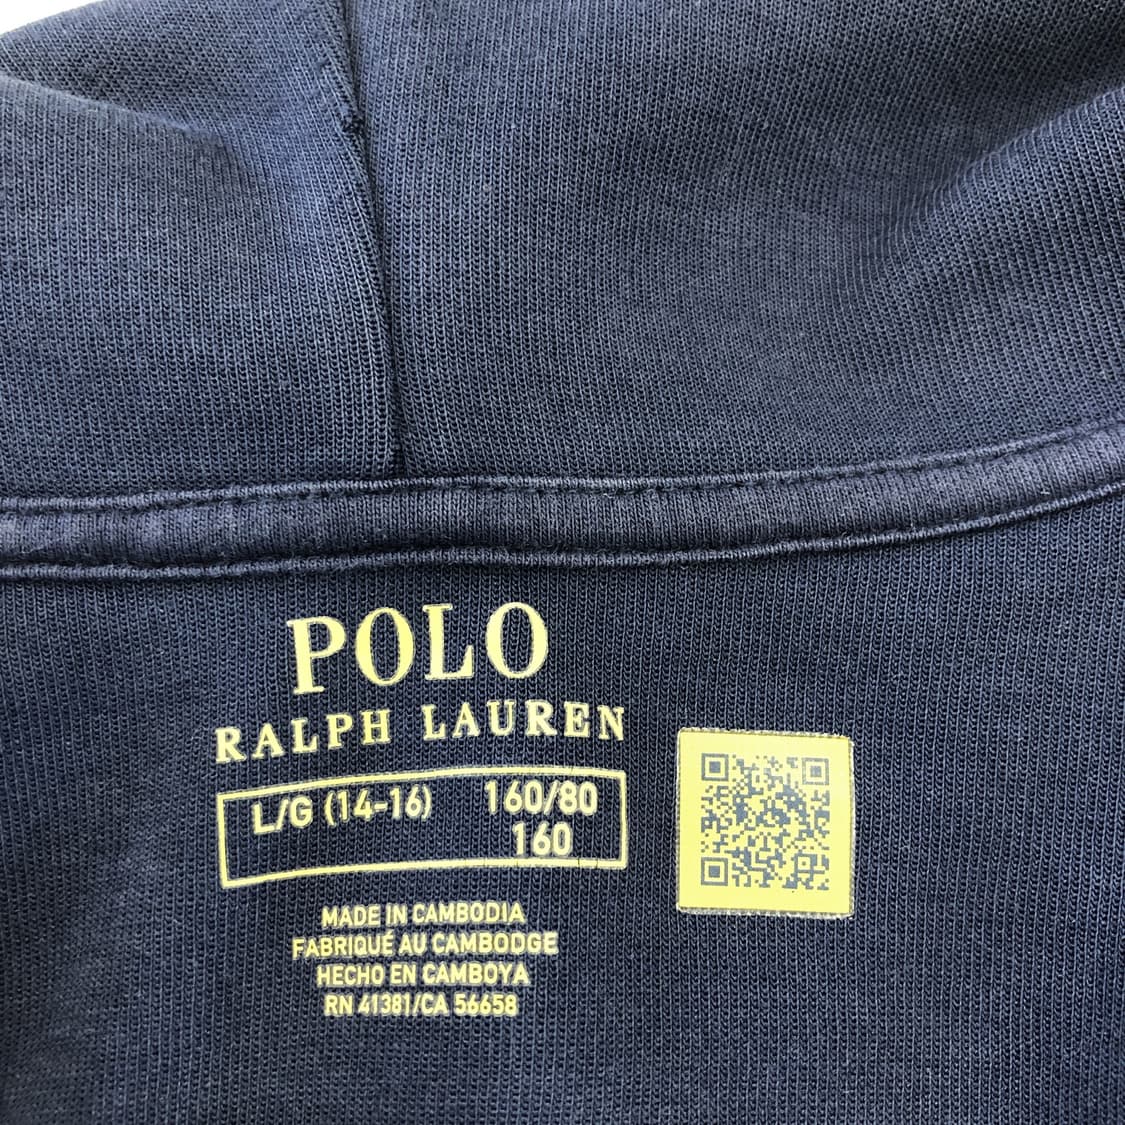 POLO
RALPH LAUREN
L/G (14-16) 160/80
160
MADE IN CAMBODIA
FABRIQUÉ AU CAMBODGE
HECHO EN CAMBOYA
RN 41381/CA 56658